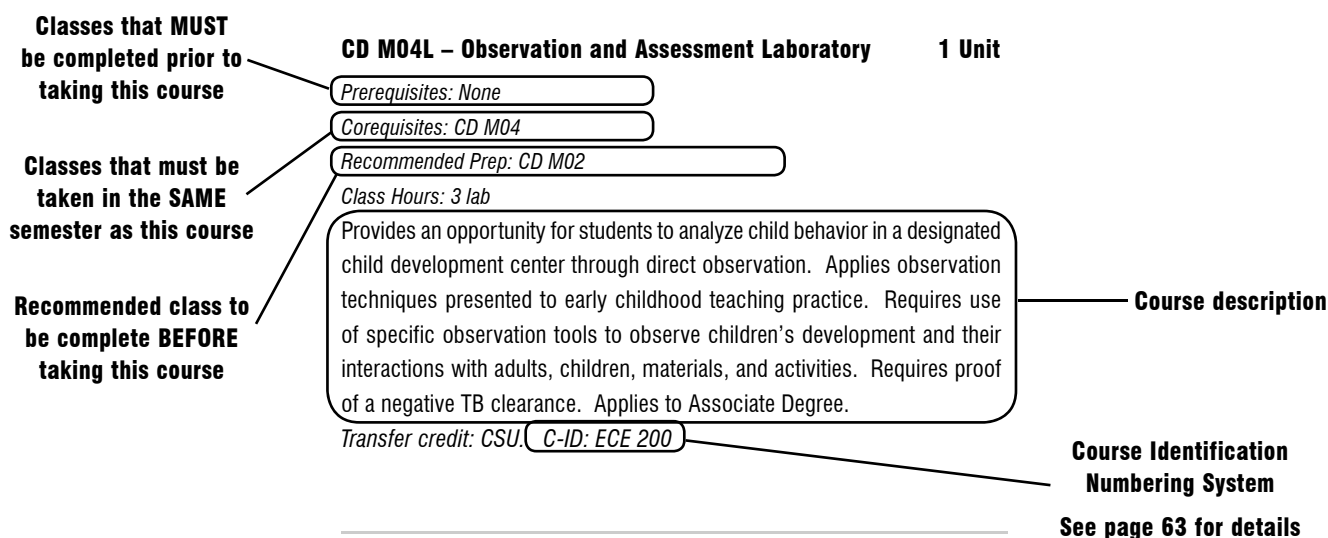 Classes that MUST
be completed prior to
taking this course
Classes that must be
taken in the SAME
semester as this course
Recommended class to
be complete BEFORE
taking this course
CD M04L – Observation and Assessment Laboratory 1 Unit
Prerequisites: None
Corequisites: CD M04
Recommended Prep: CD M02
Class Hours: 3 lab
Provides an opportunity for students to analyze child behavior in a designated
child development center through direct observation. Applies observation
techniques presented to early childhood teaching practice. Requires use
of specific observation tools to observe children's development and their
interactions with adults, children, materials, and activities. Requires proof
of a negative TB clearance. Applies to Associate Degree.
Transfer credit: CSU. C-ID: ECE 200
Course description
Course Identification
Numbering System
See page 63 for details